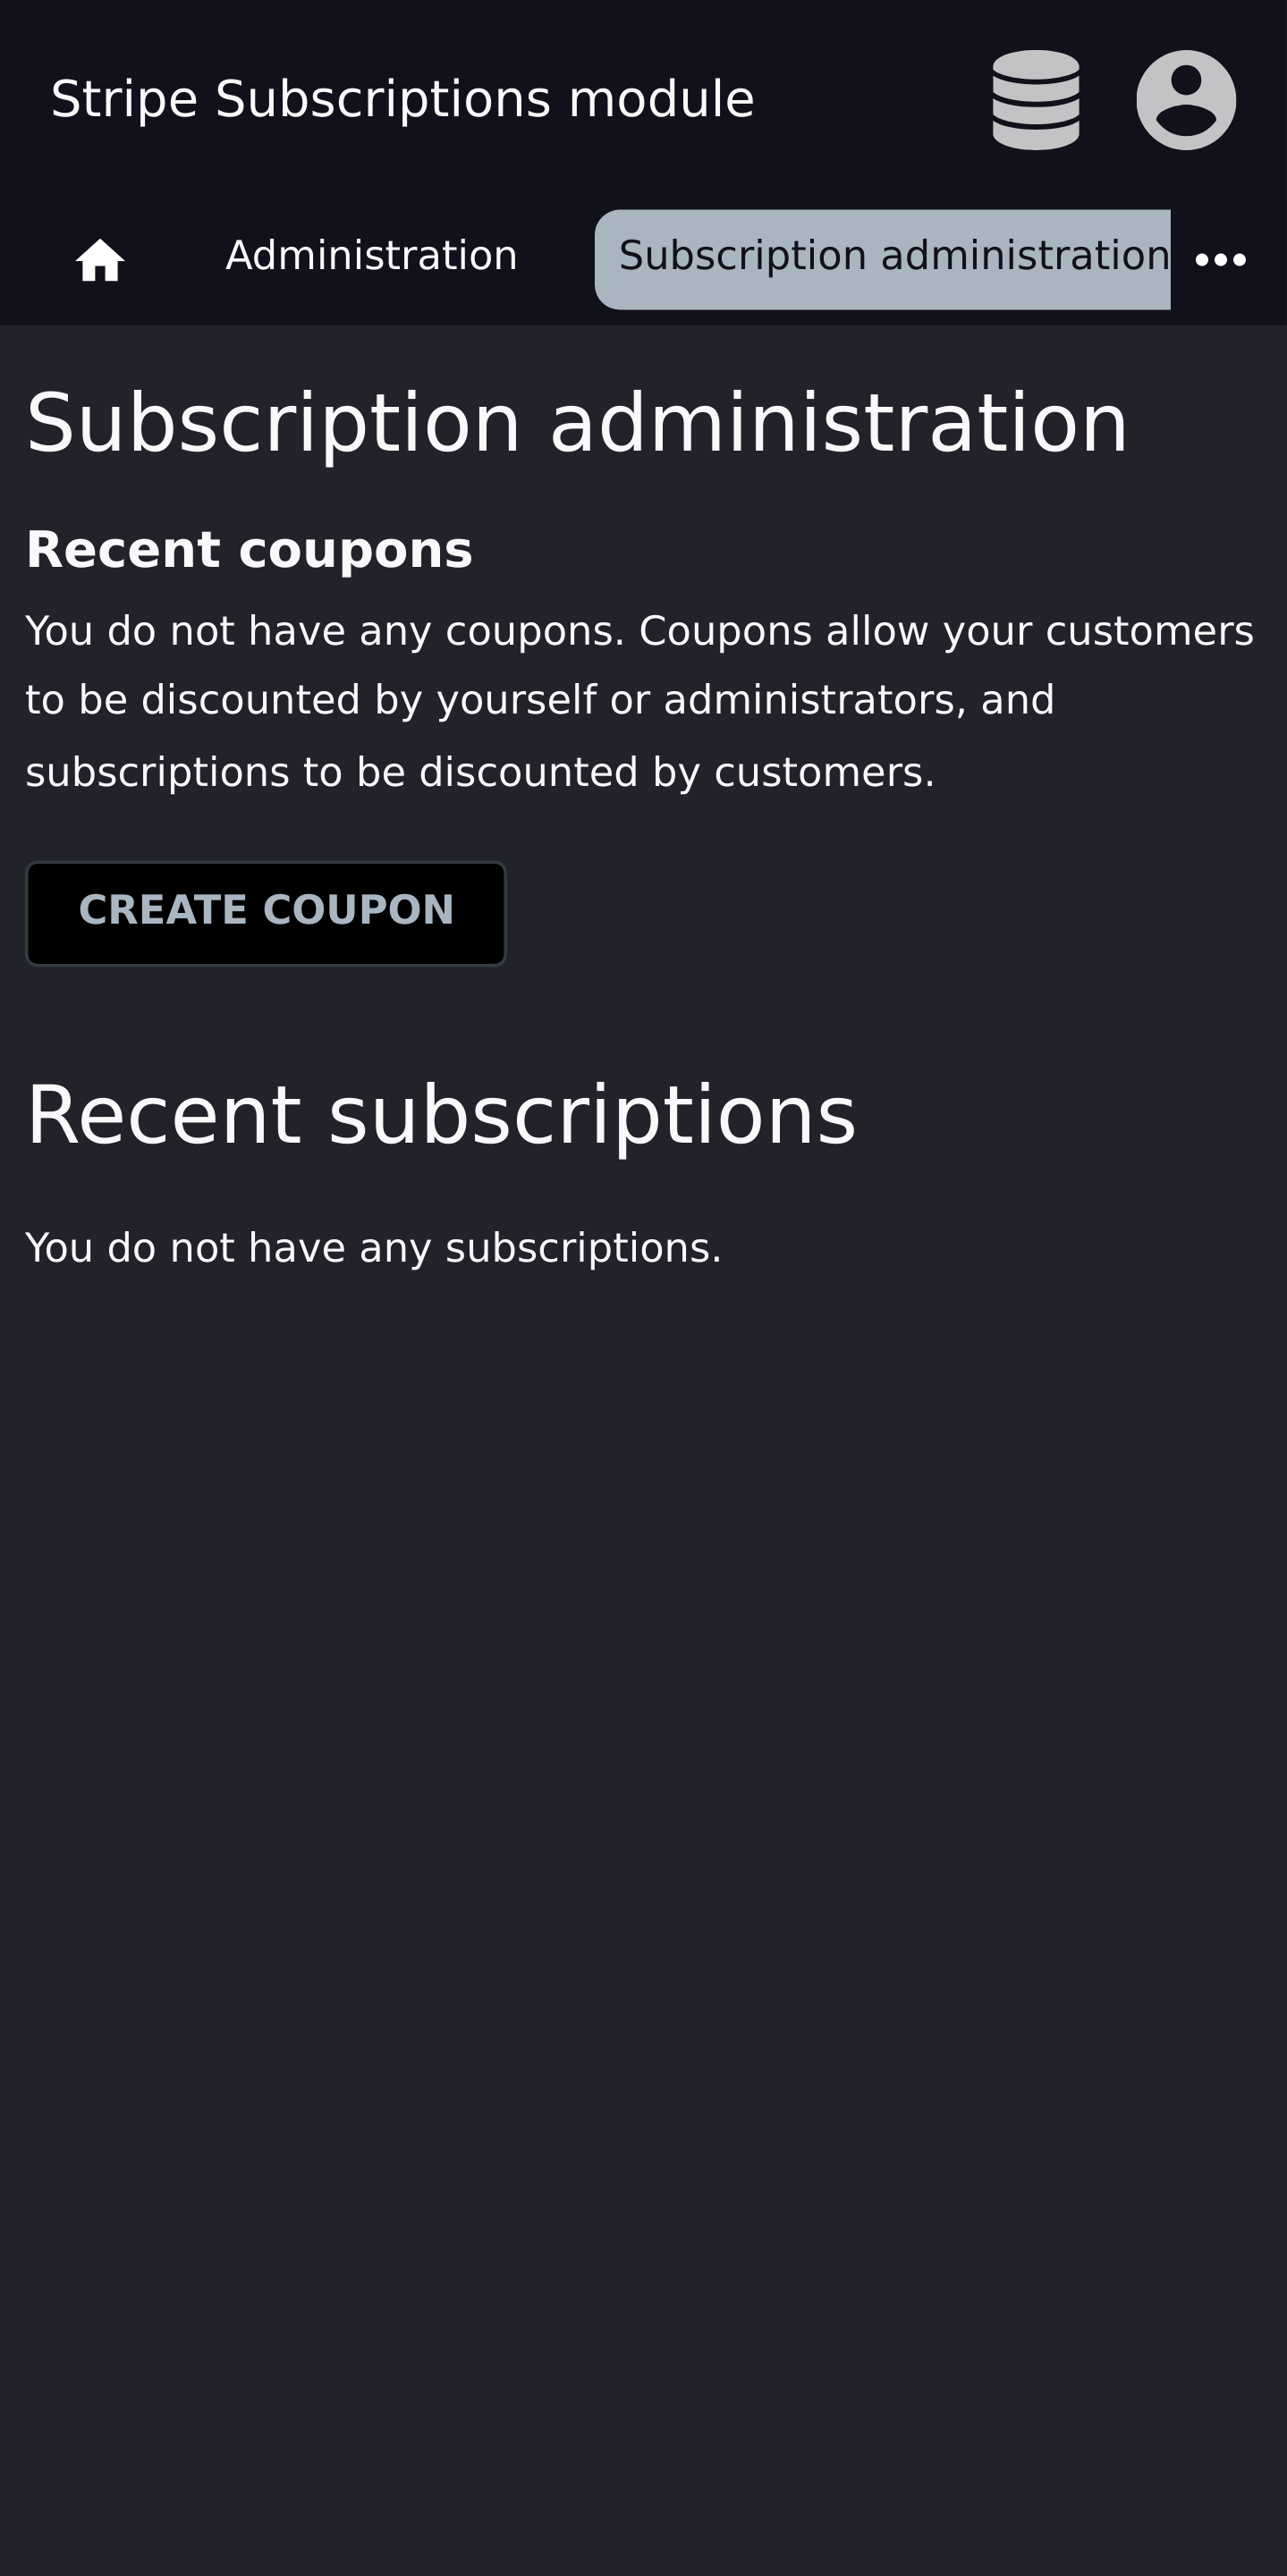 Stripe Subscriptions module
Administration
Subscription administration
Subscription administration
Recent coupons
You do not have any coupons. Coupons allow your customers
to be discounted by yourself or administrators, and
subscriptions to be discounted by customers.
CREATE COUPON
Recent subscriptions
You do not have any subscriptions.